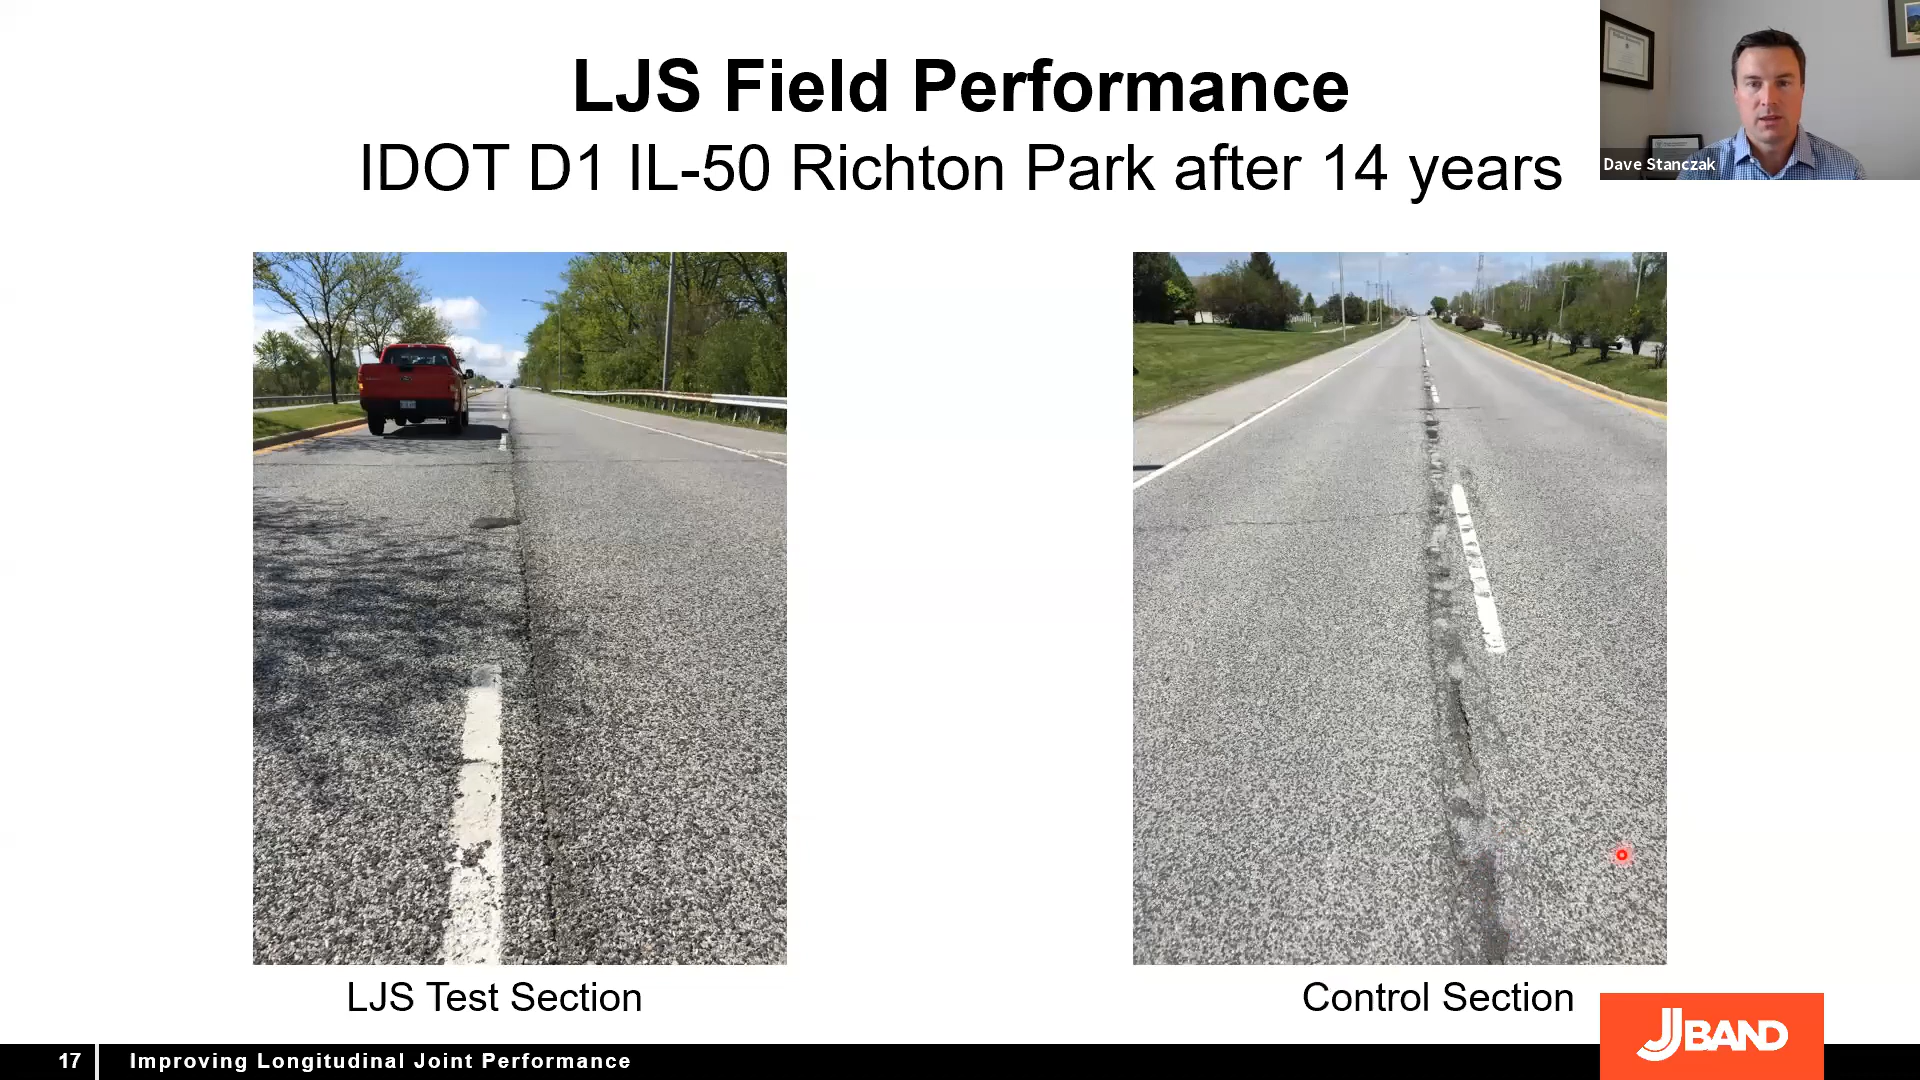 LJS Field Performance
IDOT D1 IL-50 Richton Park after 14 years
Dave Stanczak
LJS Test Section
Control Section
17
Improving Longitudinal Joint Performance
JBAND